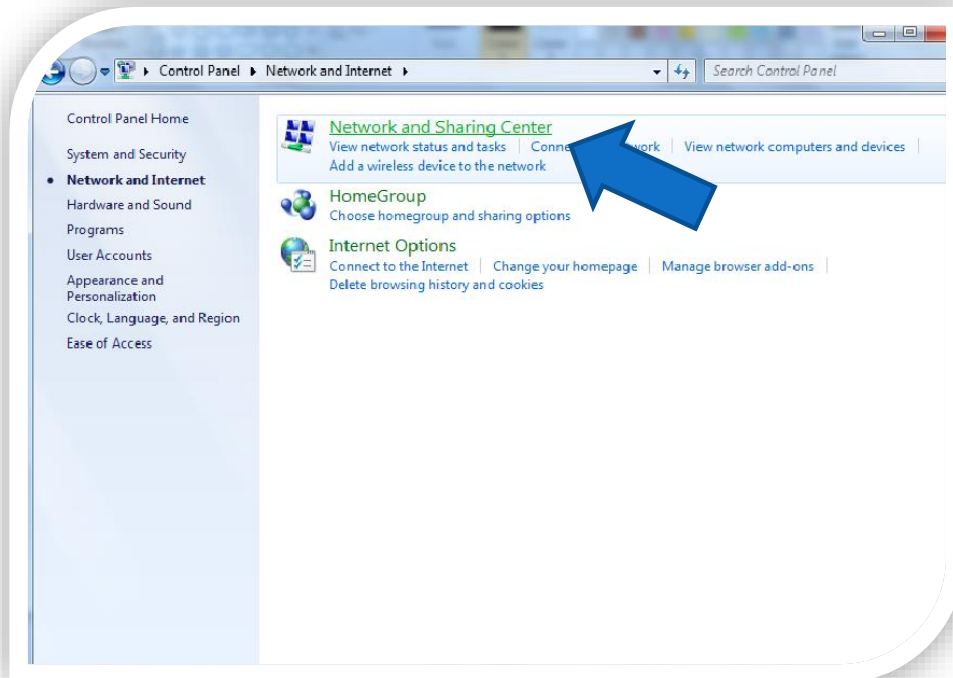 Control Panel Network and Internet
Search Control Panel
Control Panel Home
System and Security
Network and Internet
Hardware and Sound
Programs
User Accounts
Appearance and
Personalization
Clock, Language, and Region
Ease of Access
Network and Sharing Center
View network status and tasks View network computers and devices
Add a wireless device to the network
HomeGroup
Choose homegroup and sharing options
Internet Options
Connect to the Internet Change your homepage Manage browser add-ons
Delete browsing history and cookies